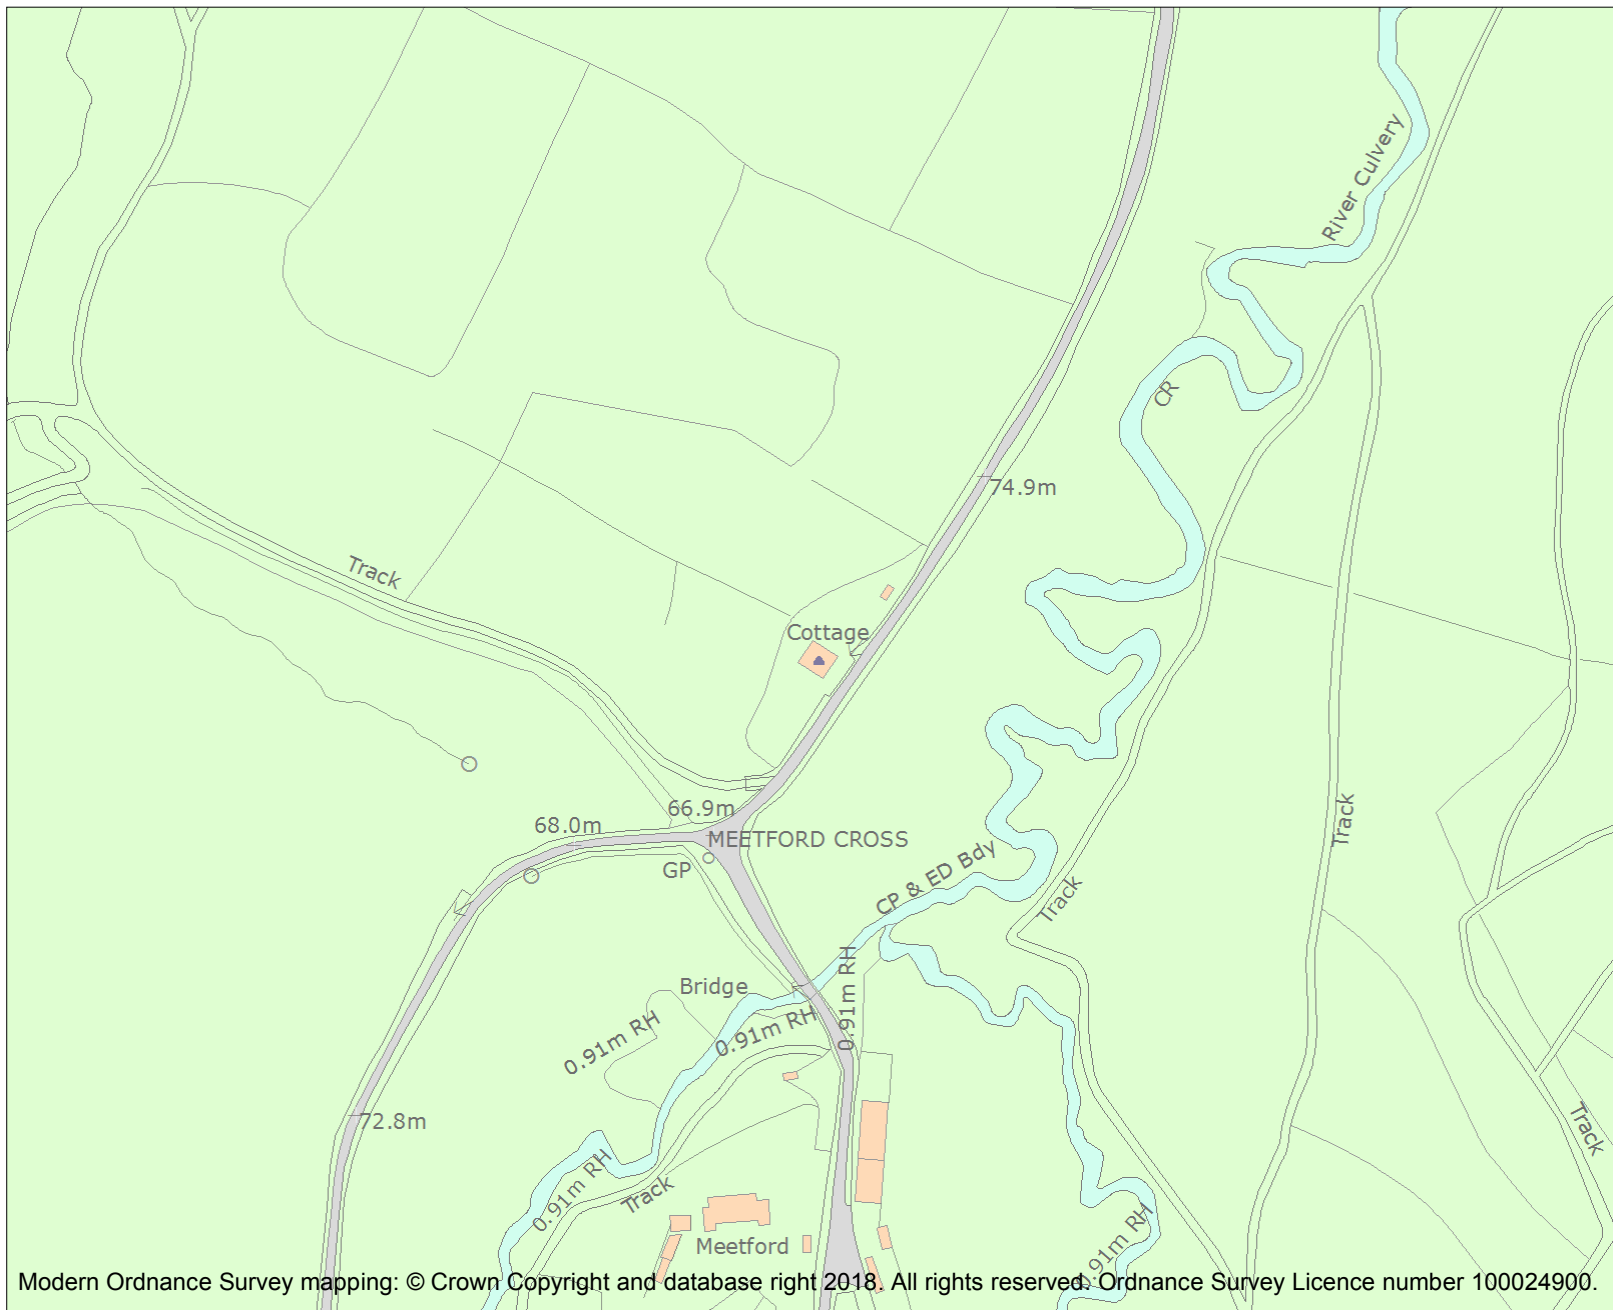 River Culvery
CR
74.9m
Track
Cottage
66.9m
68.0m
MEETFORD CROSS
GP
Track
CP & ED Bdy
Track
Bridge
0.91m RH
0.91m RH
0.91m RH
72.8m
Track
0.91m RH
Track
0.91m RH
Meetford
Modern Ordnance Survey mapping: © Crown Copyright and database right 2018. All rights reserved. Ordnance Survey Licence number 100024900.